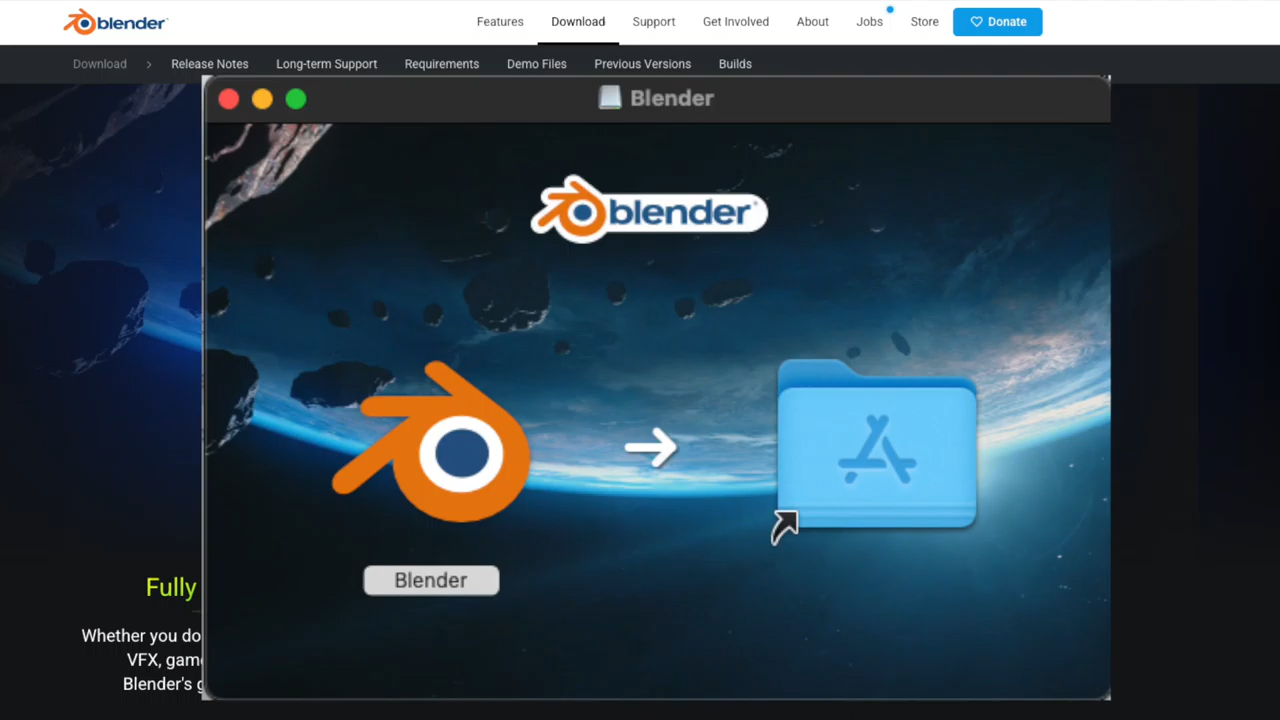 blender
Features
Download
Support
Get Involved
About
Jobs
Store
Donate
Download
Release Notes
Long-term Support
Requirements
Demo Files
Previous Versions
Builds
Blender
blender
Blender
Fully
Whether you do
VFX, gam
Blender's g